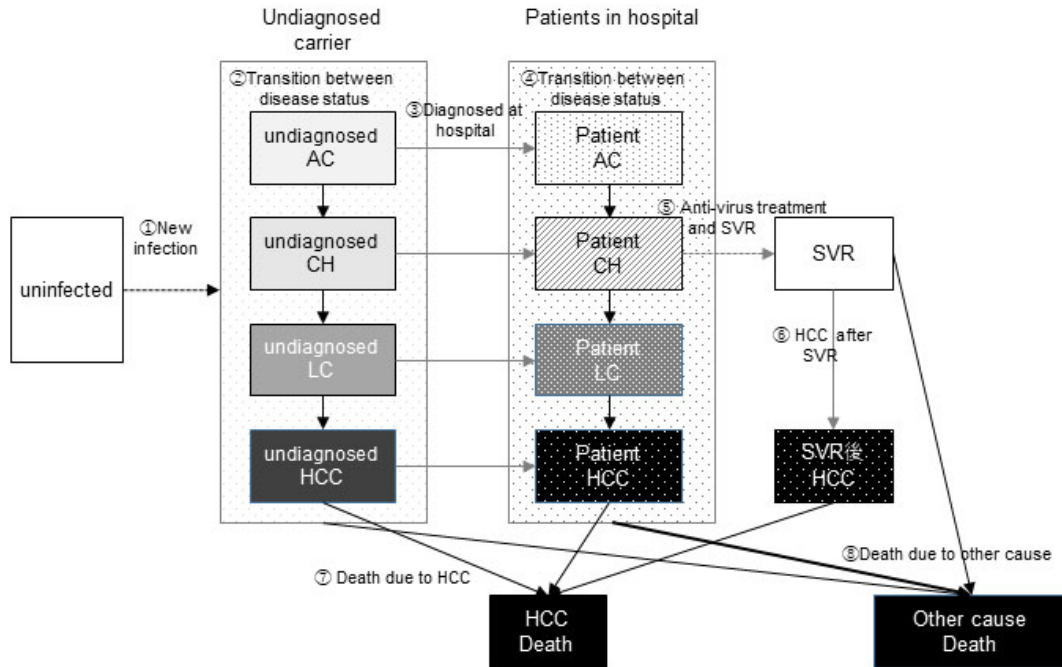 Undiagnosed
carrier
Patients in hospital
②Transition between
disease status
④Transition between
disease status
③Diagnosed at
hospital
undiagnosed
AC
Patient
AC
①New
infection
⑤ Anti-virus treatment
and SVR
uninfected
undiagnosed
CH
Patient
CH
SVR
undiagnosed
LC
Patient
LC
⑥ HCC after
SVR
undiagnosed
HCC
Patient
HCC
SVR後
HCC
⑦ Death due to HCC
⑧Death due to other cause
HCC
Death
Other cause
Death